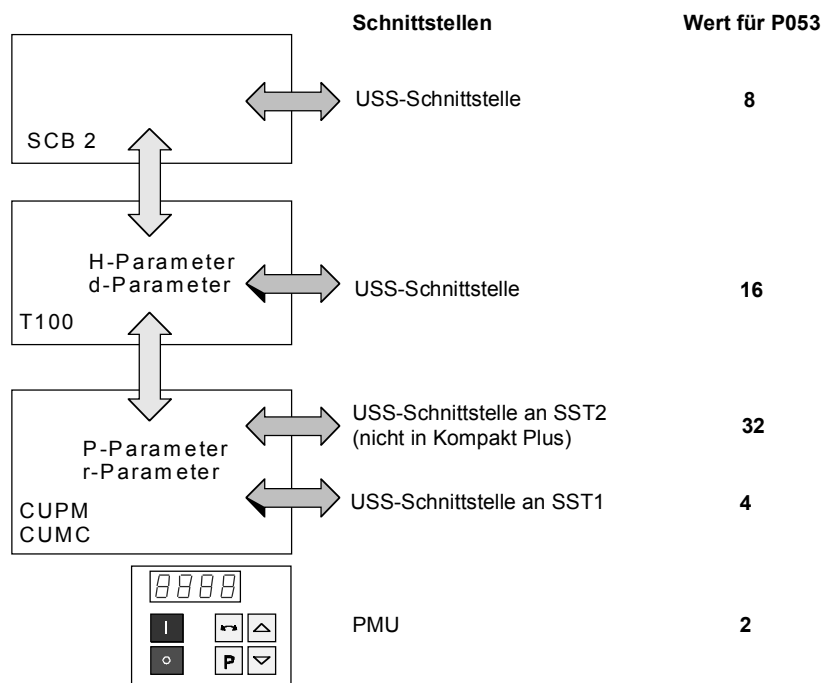 Schnittstellen Wert für P053
USS-Schnittstelle 8
SCB 2
H-Parameter
d-Parameter
USS-Schnittstelle 16
T100
USS-Schnittstelle an SST2
(nicht in Kompakt Plus) 32
P-Parameter
r-Parameter
USS-Schnittstelle an SST1 4
CUPM
CUMC
8888
I
O P
PMU 2